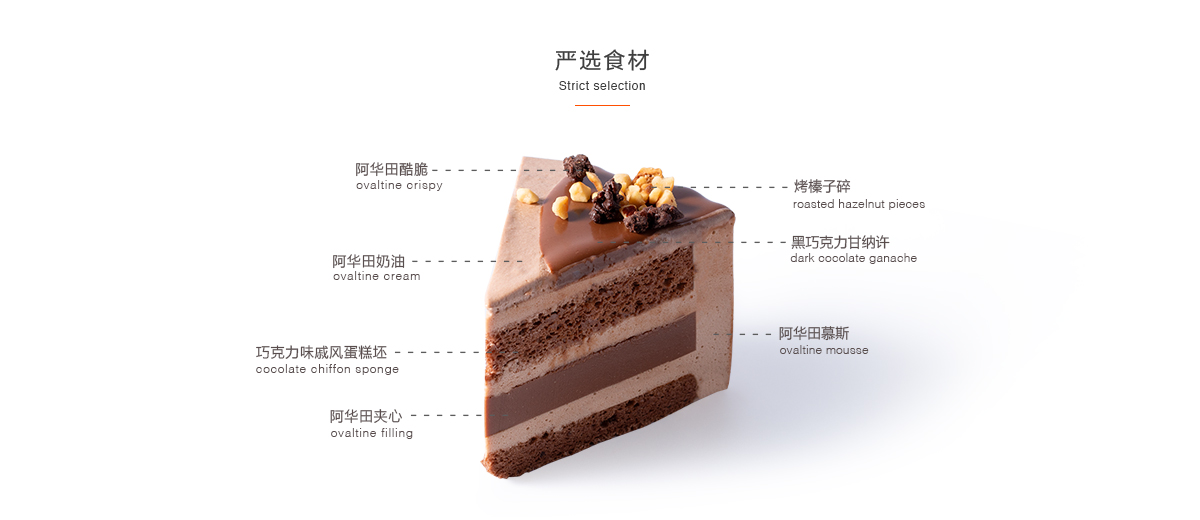 严选食材
Strict selection
阿华田酷脆
ovaltine crispy
烤榛子碎
roasted hazelnut pieces
黑巧克力甘纳许
dark cocolate ganache
阿华田奶油
ovaltine cream
阿华田慕斯
ovaltine mousse
巧克力味戚风蛋糕坯
cocolate chiffon sponge
阿华田夹心
ovaltine filling